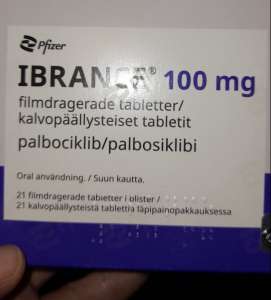 Pfizer
IBRANCE® 100 mg
filmdragerade tabletter/
kalvopäällysteiset tabletit
palbociklib/palbosiklibi
Oral användning. / Suun kautta.
21 filmdragerade tabletter i blister /
21 kalvopäällysteistä tablettia läpipainopakkauksessa